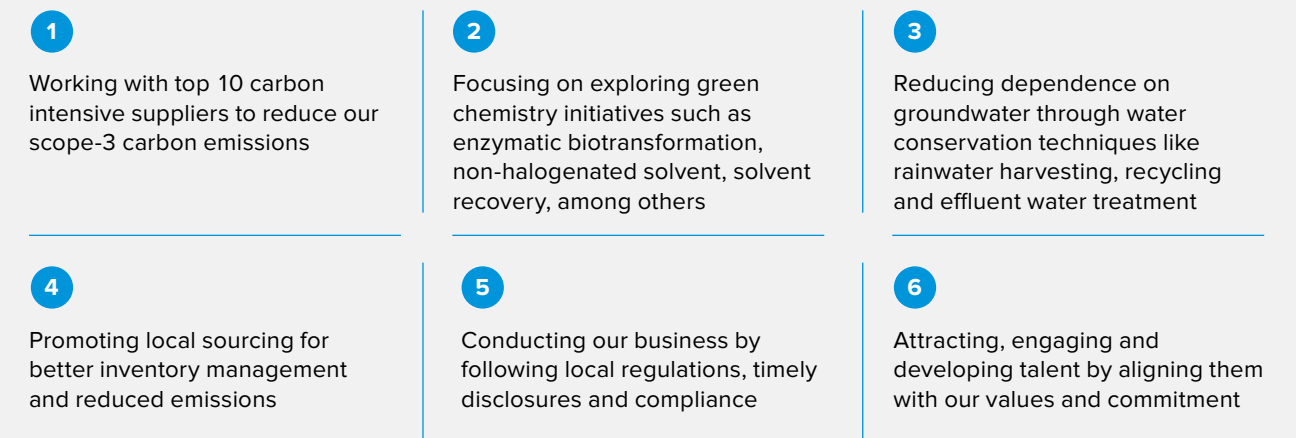 1
Working with top 10 carbon
intensive suppliers to reduce our
scope-3 carbon emissions
2
Focusing on exploring green
chemistry initiatives such as
enzymatic biotransformation,
non-halogenated solvent, solvent
recovery, among others
3
Reducing dependence on
groundwater through water
conservation techniques like
rainwater harvesting, recycling
and effluent water treatment
4
Promoting local sourcing for
better inventory management
and reduced emissions
5
Conducting our business by
following local regulations, timely
disclosures and compliance
6
Attracting, engaging and
developing talent by aligning them
with our values and commitment